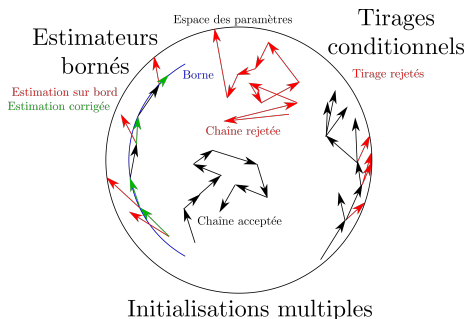 Espace des paramètres
Estimateurs
bornés
Tirages
conditionnels
Borne
Tirage rejetés
Estimation sur bord
Estimation corrigée
Chaîne rejetée
Chaîne acceptée
Initialisations multiples